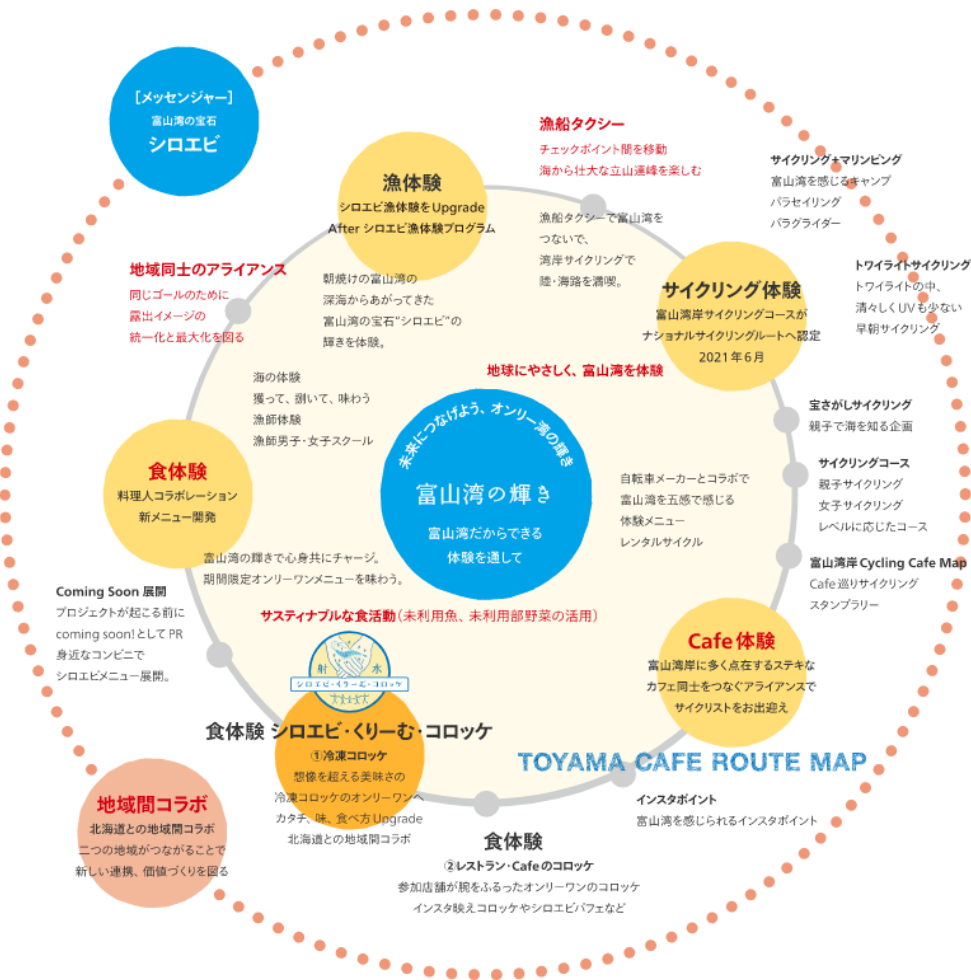 ［メッセンジャー］
富山湾の宝石
シロエビ
漁体験
シロエビ漁体験をUpgrade
After シロエビ漁体験プログラム
朝焼けの富山湾の
深海からあがってきた
富山湾の宝石“シロエビ”の
輝きを体験。
漁船タクシー
チェックポイント間を移動
海から壮大な立山連峰を楽しむ
漁船タクシーで富山湾を
つないで、
湾岸サイクリングで
陸・海路を満喫。
サイクリング+マリンピング
富山湾を感じるキャンプ
パラセイリング
パラグライダー
サイクリング体験
富山湾岸サイクリングコースが
ナショナルサイクリングルートへ認定
2021年6月
トワイライトサイクリング
トワイライトの中、
清々しくUVも少ない
早朝サイクリング
地域同士のアライアンス
同じゴールのために
露出イメージの
統一化と最大化を図る
海の体験
獲って、捌いて、味わう
漁師体験
漁師男子・女子スクール
地球にやさしく、富山湾を体験
未来につなげよう、オンリー湾の輝き
富山湾の輝き
富山湾だからできる
体験を通して
宝さがしサイクリング
親子で海を知る企画
サイクリングコース
親子サイクリング
女子サイクリング
レベルに応じたコース
自転車メーカーとコラボで
富山湾を五感で感じる
体験メニュー
レンタルサイクル
富山湾岸 Cycling Cafe Map
Cafe 巡りサイクリング
スタンプラリー
食体験
料理人コラボレーション
新メニュー開発
富山湾の輝きで心身共にチャージ。
期間限定オンリーワンメニューを味わう。
サスティナブルな食活動（未利用魚、未利用部野菜の活用）
Coming Soon 展開
プロジェクトが起こる前に
coming soon!としてPR
身近なコンビニで
シロエビメニュー展開。
Cafe体験
富山湾岸に多く点在するステキな
カフェ同士をつなぐアライアンスで
サイクリストをお出迎え
射水
シロエビ・くりーむ・コロッケ
食体験 シロエビ・くりーむ・コロッケ
①冷凍コロッケ
想像を超える美味さの
冷凍コロッケのオンリーワンへ
カタチ、味、食べ方Upgrade
北海道との地域間コラボ
TOYAMA CAFE ROUTE MAP
インスタポイント
富山湾を感じられるインスタポイント
地域間コラボ
北海道との地域間コラボ
二つの地域がつながることで
新しい連携、価値づくりを図る
食体験
②レストラン・Cafeのコロッケ
参加店舗が腕をふるったオンリーワンのコロッケ
インスタ映えコロッケやシロエビパフェなど